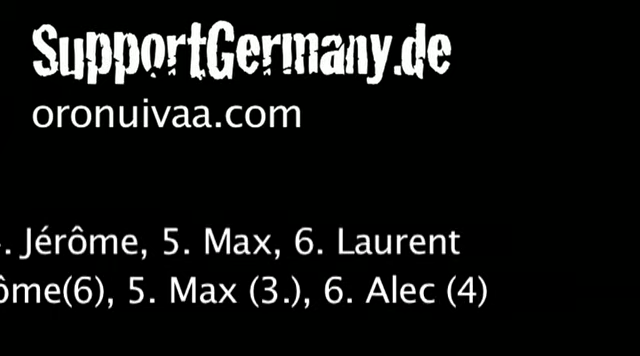 SupportGermany.de
oronuivaa.com
. Jérôme, 5. Max, 6. Laurent
ôme(6), 5. Max (3.), 6. Alec (4)